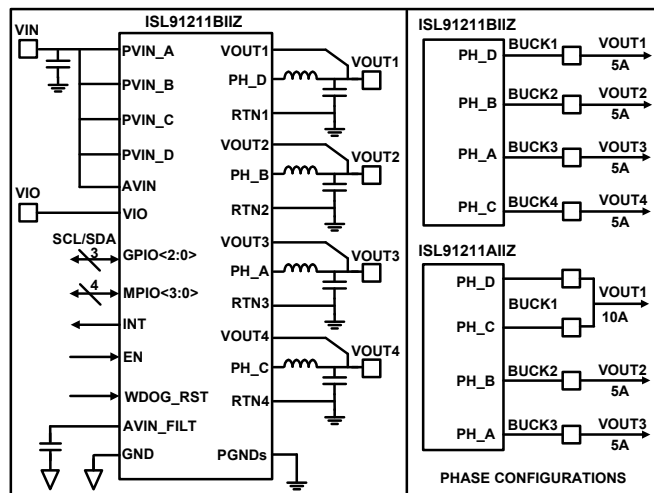 ISL91211BIIZ
VIN
PVIN_A
PVIN_B
PVIN_C
PVIN_D
AVIN
VIO
VIO
SCL/SDA
3
GPIO<2:0>
4
MPIO<3:0>
INT
EN
WDOG_RST
AVIN_FILT
GND
VOUT1
PH_D
VOUT1
RTN1
VOUT2
PH_B
VOUT2
RTN2
VOUT3
PH_A
VOUT3
RTN3
VOUT4
PH_C
VOUT4
RTN4
PGNDs
ISL91211BIIZ
PH_D
BUCK1
VOUT1
5A
PH_B
BUCK2
VOUT2
5A
PH_A
BUCK3
VOUT3
5A
PH_C
BUCK4
VOUT4
5A
ISL91211AIIZ
PH_D
BUCK1
VOUT1
10A
PH_C
PH_B
BUCK2
VOUT2
5A
PH_A
BUCK3
VOUT3
5A
PHASE CONFIGURATIONS